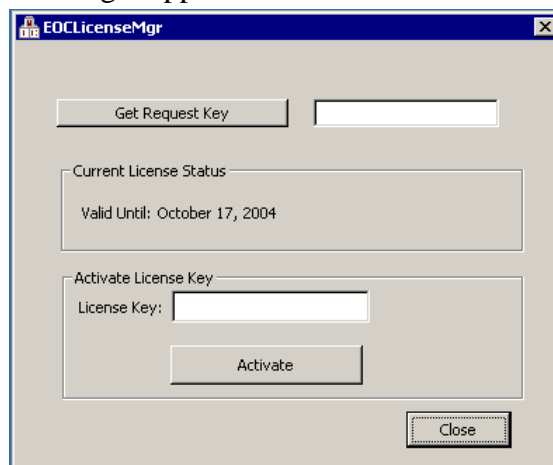 EOCLicenseMgr
Get Request Key
Current License Status
Valid Until: October 17, 2004
Activate License Key
License Key:
Activate
Close